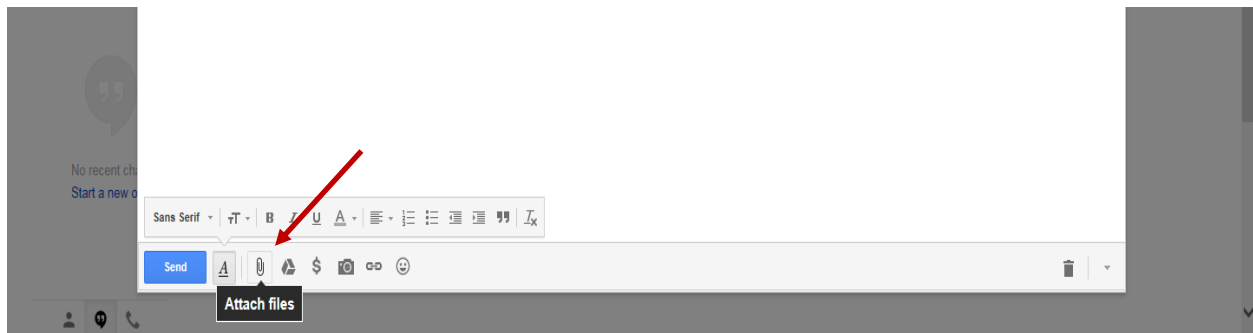 No recent ch
Start a new o
Sans Serif
B I U A
Send A $
Attach files